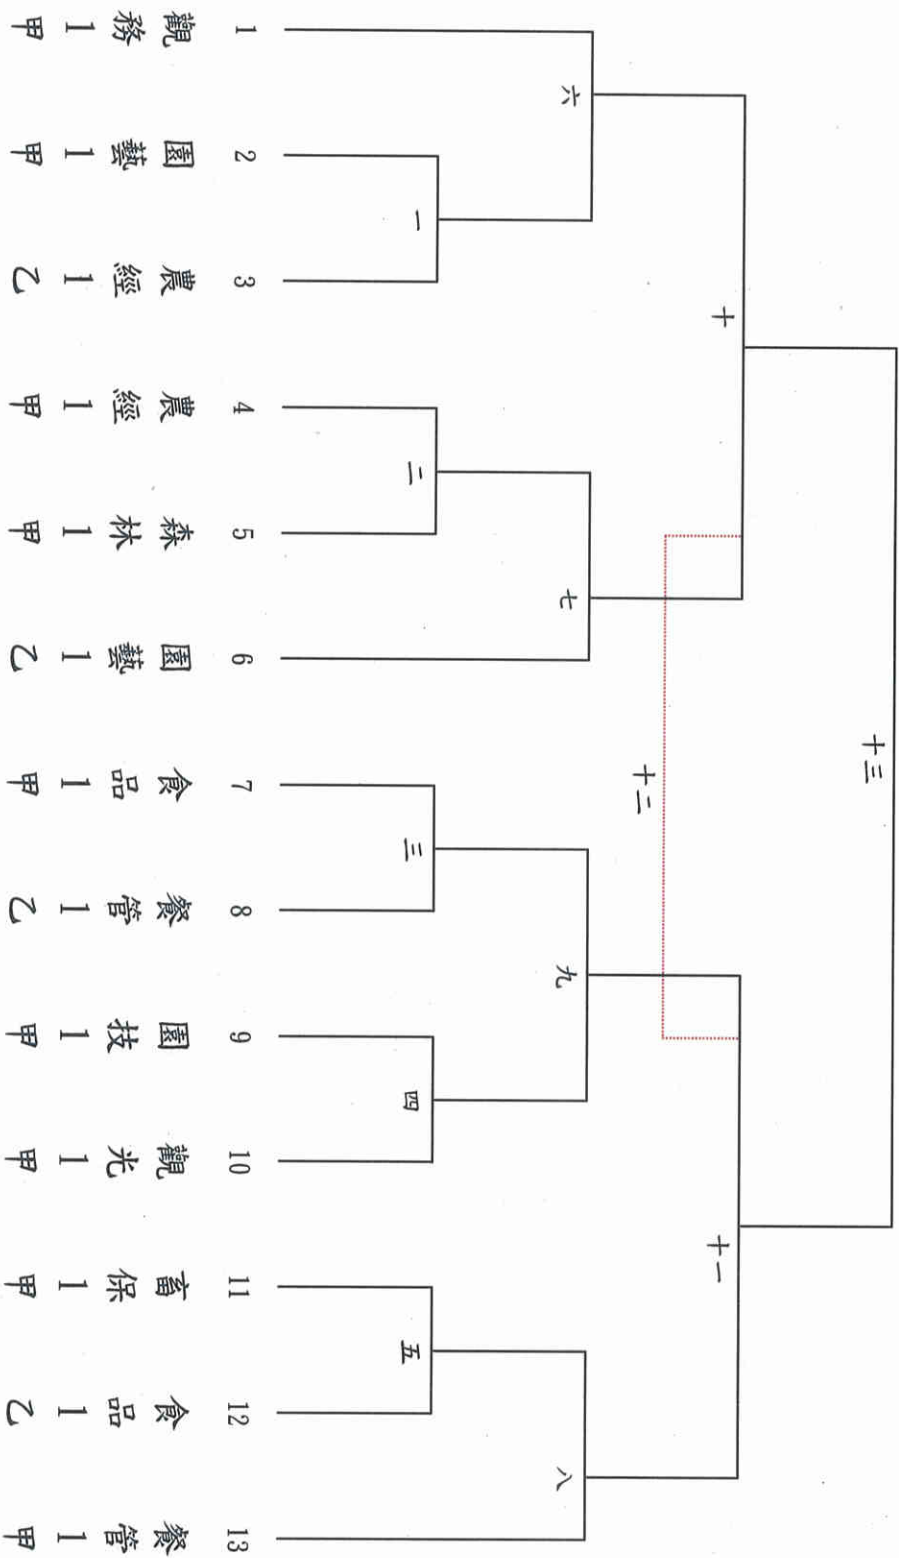 十三
十
十一
十二
六
七
九
八
一
二
三
四
五
1
2
3
4
5
6
7
8
9
10
11
12
13
觀務1甲
園藝1甲
農經1乙
農經1甲
森林1甲
園藝1乙
食品1甲
餐管1乙
園技1甲
觀光1甲
畜保1甲
食品1乙
餐管1甲